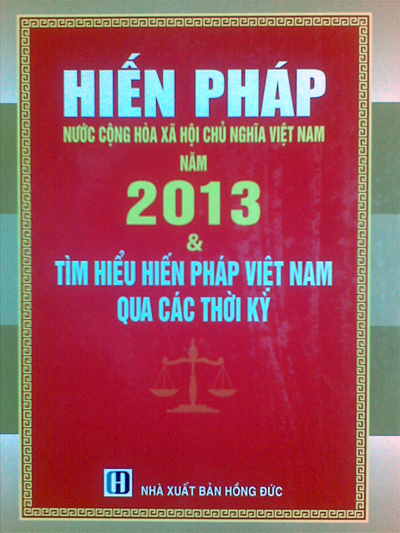 HIẾN PHÁP
NƯỚC CỘNG HÒA XÃ HỘI CHỦ NGHĨA VIỆT NAM
NĂM
2013
&
TÌM HIỂU HIẾN PHÁP VIỆT NAM
QUA CÁC THỜI KỲ
NHÀ XUẤT BẢN HỒNG ĐỨC